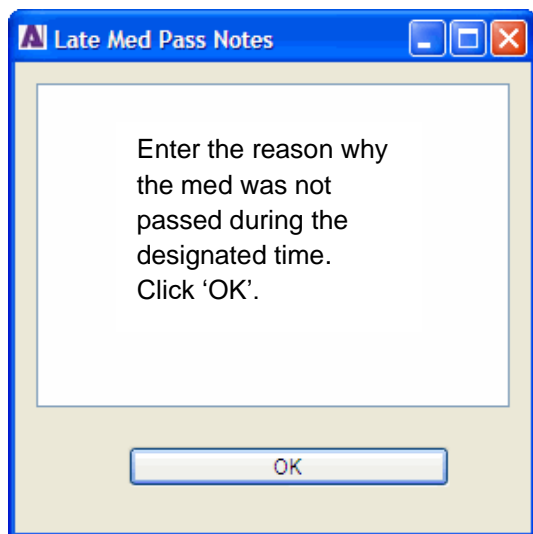 Late Med Pass Notes
Enter the reason why
the med was not
passed during the
designated time.
Click ‘OK’.
OK